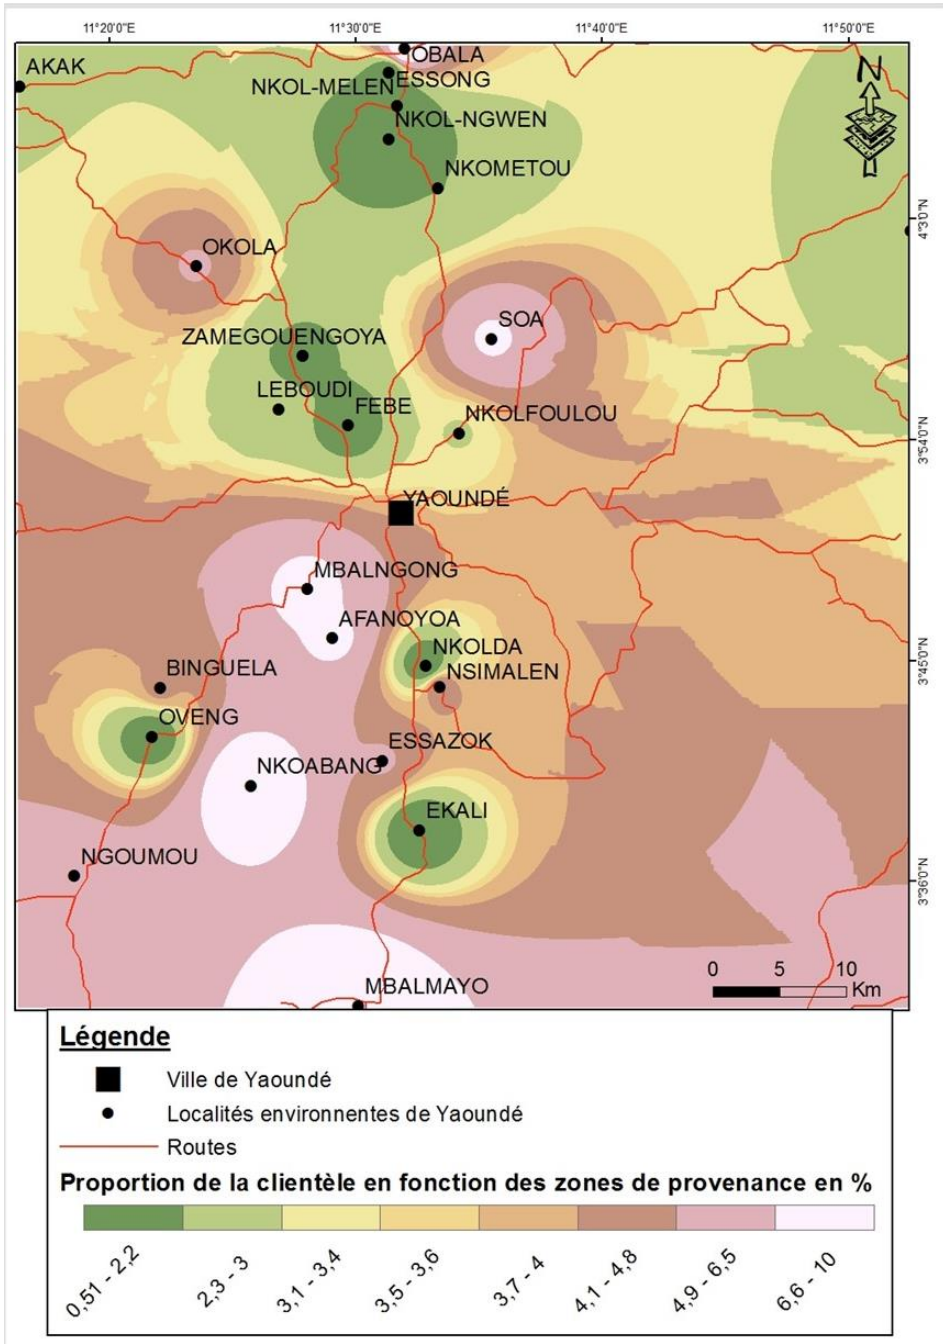 11°20'0"E 11°30'0"E 11°40'0"E 11°50'0"E
N
OBALA
AKAK
ESSONG
NKOL-MELEN
NKOL-NGWEN
NKOMETOU
4°3'0"N
OKOLA
SOA
ZAMEGOUENGOYA
LEBOUDI
FEBE
NKOLFOULOU
3°54'0"N
YAOUNDÉ
MBALNGONG
AFANOYOA
NKOLDA
3°45'0"N
BINGUELA
NSIMALEN
OVENG
ESSAZOK
NKOABANG
EKALI
NGOUMOU
3°36'0"N
MBALMAYO
0 5 10
Km
Légende
Ville de Yaoundé
Localités environnentes de Yaoundé
Routes
Proportion de la clientèle en fonction des zones de provenance en %
0,51 - 2,2
2,3 - 3
3,1 - 3,4
3,5 - 3,6
3,7 - 4
4,1 - 4,8
4,9 - 6,5
6,6 - 10